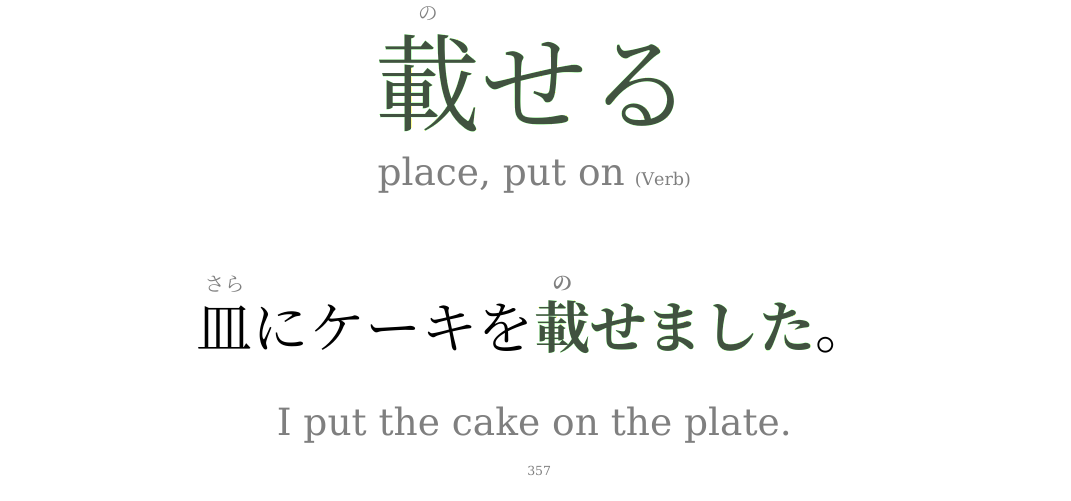 の
載せる
place, put on (Verb)
さら の
皿にケーキを載せました。
I put the cake on the plate.
357